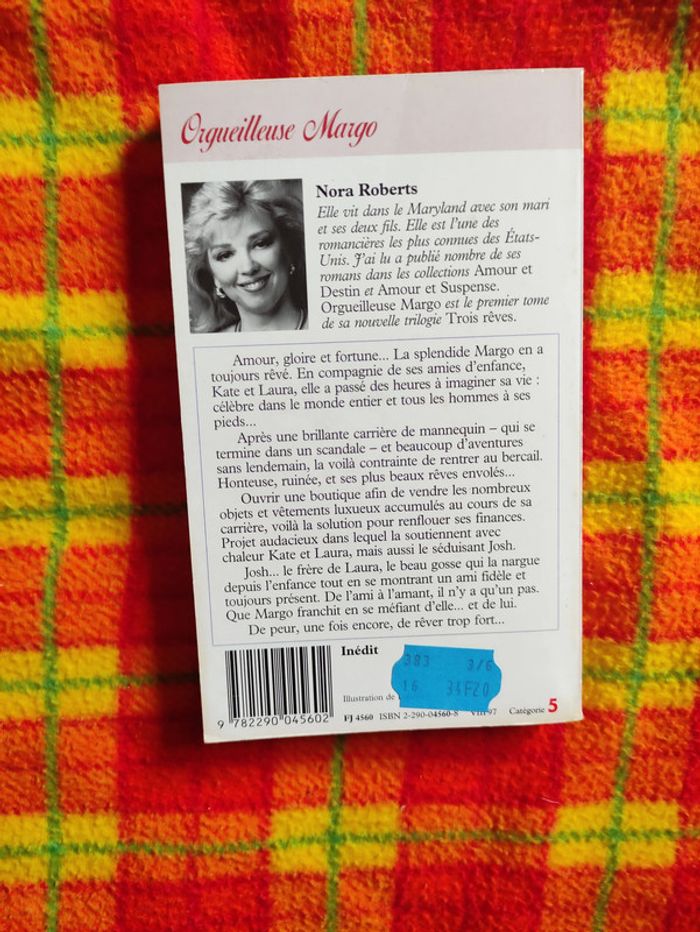 Orgueilleuse Margo
Nora Roberts
Elle vit dans le Maryland avec son mari
et ses deux fils. Elle est l'une des
romancières les plus connues des États-
Unis. J'ai lu a publié nombre de ses
romans dans les collections Amour et
Destin et Amour et Suspense.
Orgueilleuse Margo est le premier tome
de sa nouvelle trilogie Trois rêves.
Amour, gloire et fortune... La splendide Margo en a
toujours rêvé. En compagnie de ses amies d'enfance,
Kate et Laura, elle a passé des heures à imaginer sa vie :
célèbre dans le monde entier et tous les hommes à ses
pieds...
Après une brillante carrière de mannequin – qui se
termine dans un scandale – et beaucoup d'aventures
sans lendemain, la voilà contrainte de rentrer au bercail.
Honteuse, ruinée, et ses plus beaux rêves envolés...
Ouvrir une boutique afin de vendre les nombreux
objets et vêtements luxueux accumulés au cours de sa
carrière, voilà la solution pour renflouer ses finances.
Projet audacieux dans lequel la soutiennent avec
chaleur Kate et Laura, mais aussi le séduisant Josh.
Josh... le frère de Laura, le beau gosse qui la nargue
depuis l'enfance tout en se montrant un ami fidèle et
toujours présent. De l'ami à l'amant, il n'y a qu'un pas.
Que Margo franchit en se méfiant d'elle... et de lui.
De peur, une fois encore, de rêver trop fort...
Inédit
383 3/6
16 34F20
Illustration de
9 782290 045602
FJ 4560 ISBN 2-290-04560-8 VIII-97 Catégorie 5